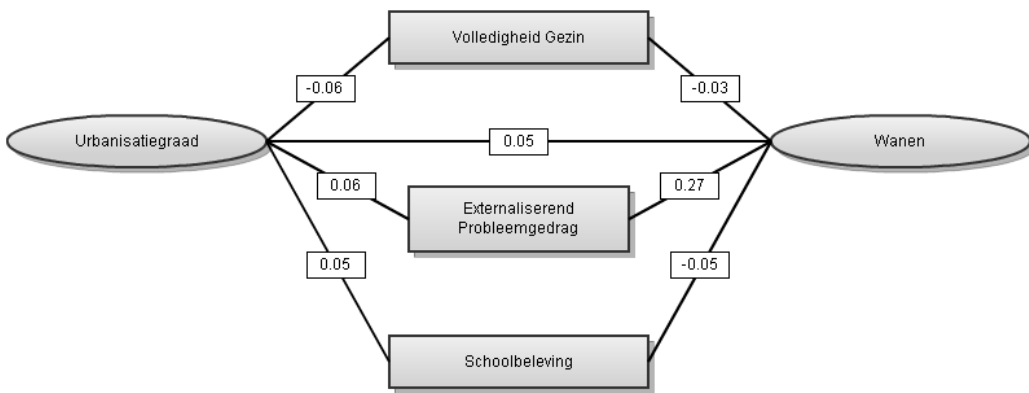 Volledigheid Gezin
-0.06
-0.03
Urbanisatiegraad
0.05
Wanen
0.06
0.27
Externaliserend
Probleemgedrag
0.05
-0.05
Schoolbeleving